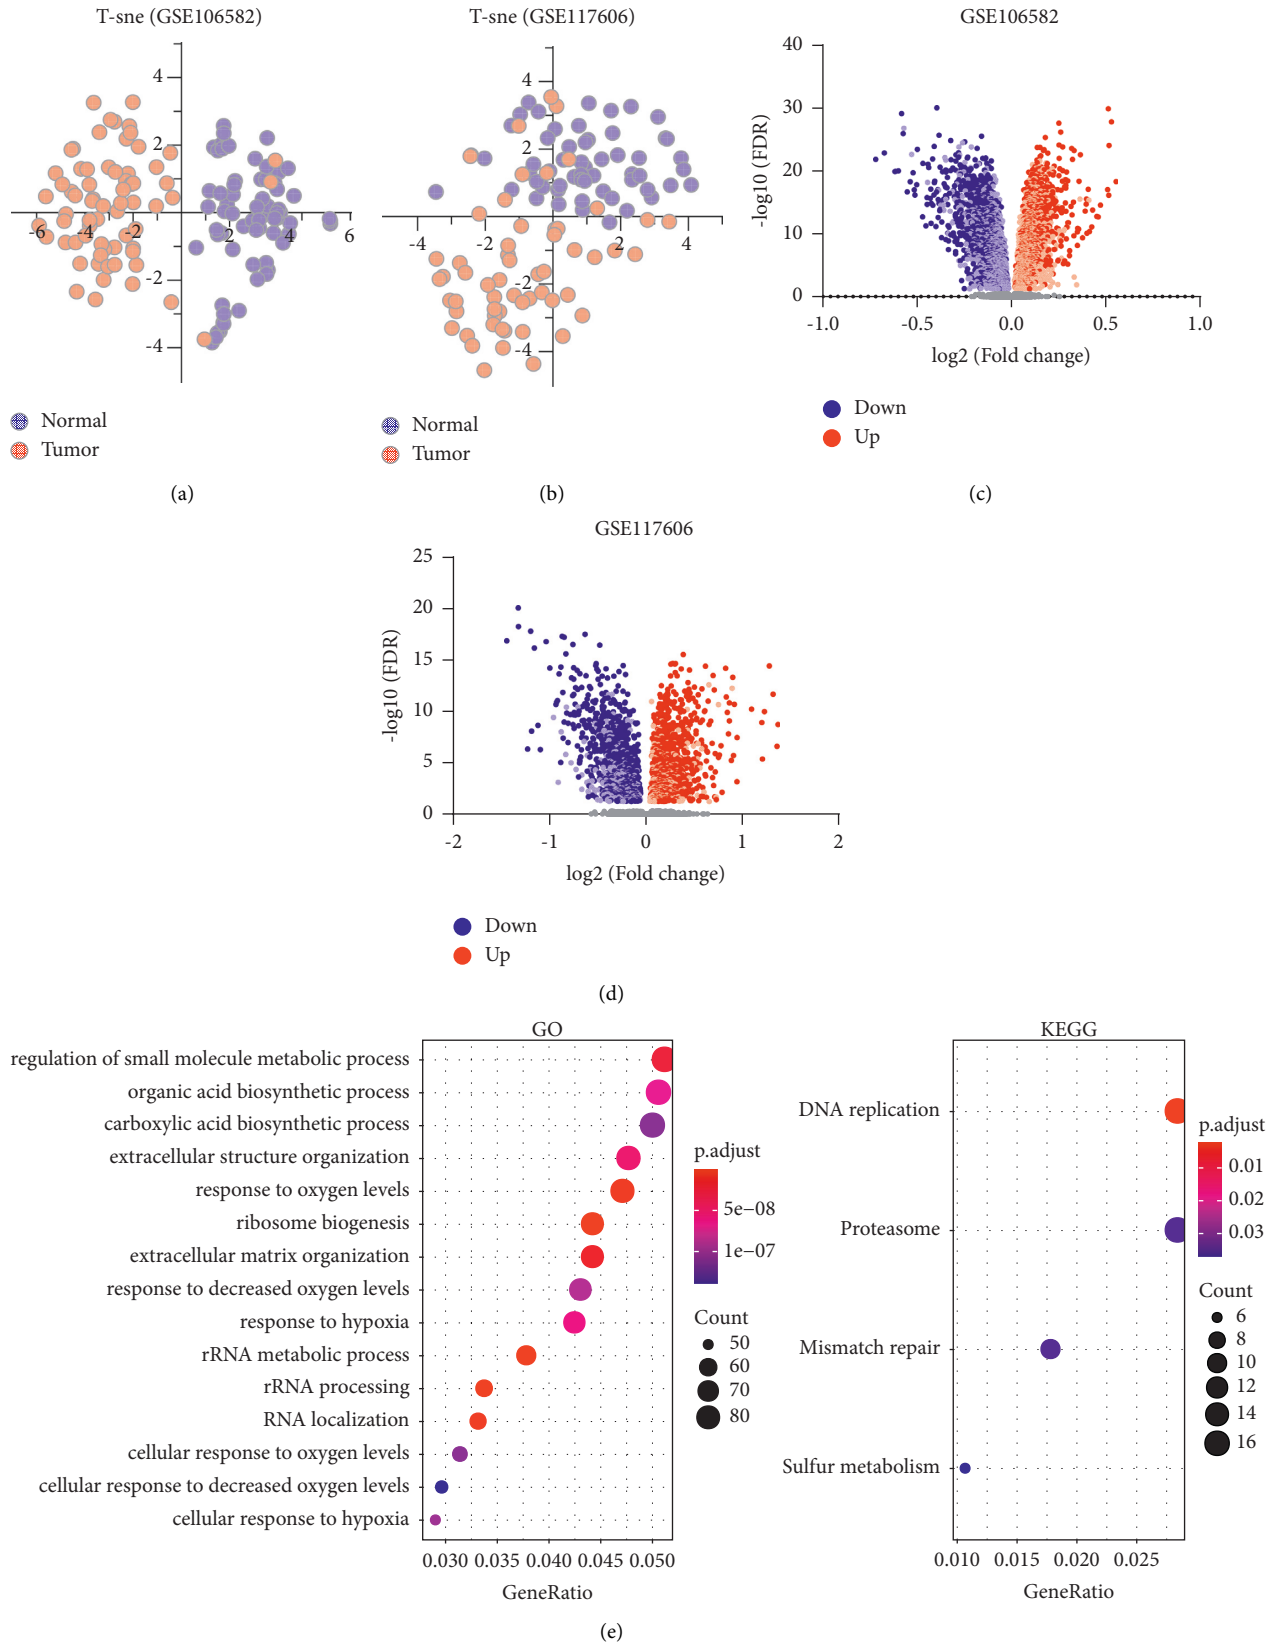 T-sne (GSE106582)
4
2
-6
-4
-2
2
4
6
-2
-4
Normal
Tumor
(a)
T-sne (GSE117606)
4
2
-4
-2
2
4
-2
-4
Normal
Tumor
(b)
GSE106582
40
30
20
10
0
-log10 (FDR)
-1.0 -0.5 0.0 0.5 1.0
log2 (Fold change)
Down
Up
(c)
GSE117606
25
20
15
10
5
0
-log10 (FDR)
-2 -1 0 1 2
log2 (Fold change)
Down
Up
(d)
GO
regulation of small molecule metabolic process
organic acid biosynthetic process
carboxylic acid biosynthetic process
extracellular structure organization
response to oxygen levels
ribosome biogenesis
extracellular matrix organization
response to decreased oxygen levels
response to hypoxia
rRNA metabolic process
rRNA processing
RNA localization
cellular response to oxygen levels
cellular response to decreased oxygen levels
cellular response to hypoxia
0.030 0.035 0.040 0.045 0.050
GeneRatio
p.adjust
5e−08
1e−07
Count
50
60
70
80
KEGG
DNA replication
Proteasome
Mismatch repair
Sulfur metabolism
0.010 0.015 0.020 0.025
GeneRatio
p.adjust
0.01
0.02
0.03
Count
6
8
10
12
14
16
(e)